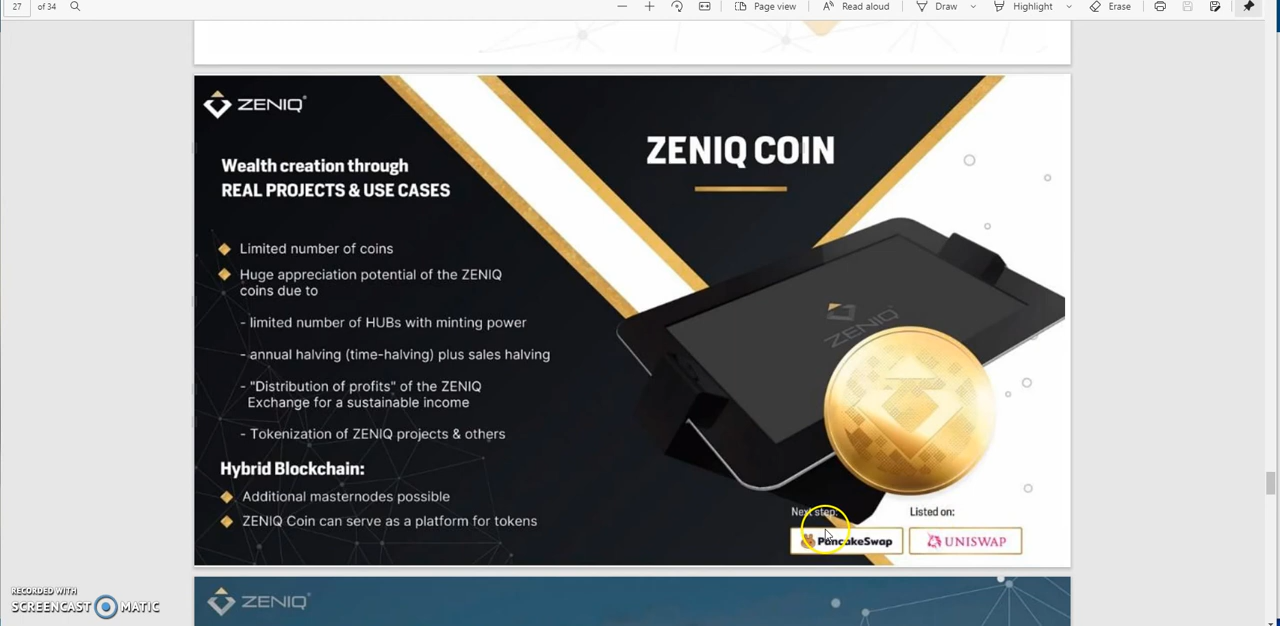 27 of 34 Page view Read aloud Draw Highlight Erase
ZENIQ
ZENIQ COIN
Wealth creation through
REAL PROJECTS & USE CASES
Limited number of coins
Huge appreciation potential of the ZENIQ
coins due to
- limited number of HUBs with minting power
- annual halving (time-halving) plus sales halving
- "Distribution of profits" of the ZENIQ
Exchange for a sustainable income
- Tokenization of ZENIQ projects & others
Hybrid Blockchain:
Additional masternodes possible
ZENIQ Coin can serve as a platform for tokens
ZENIQ
Next step: Listed on:
PancakeSwap UNISWAP
ZENIQ
RECORDED WITH
SCREENCAST MATIC